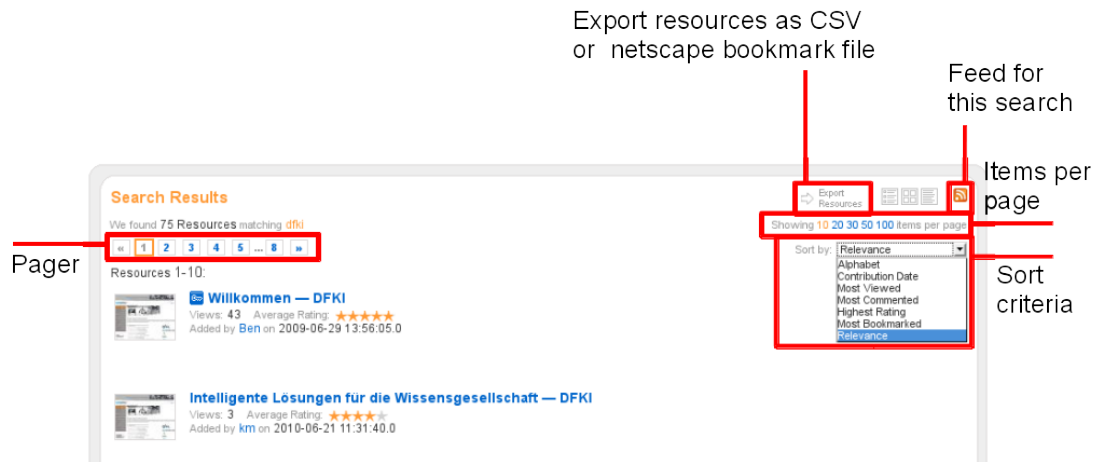 Export resources as CSV
or netscape bookmark file
Feed for
this search
Items per
page
Search Results
Export
Resources
We found 75 Resources matching dfki
Showing 10 20 30 50 100 items per page
« 1 2 3 4 5 ... 8 »
Pager
Sort by: Relevance
Alphabet
Contribution Date
Most Viewed
Most Commented
Highest Rating
Most Bookmarked
Relevance
Sort
criteria
Resources 1-10:
Willkommen — DFKI
Views: 43 Average Rating:
Added by Ben on 2009-06-29 13:56:05.0
Intelligente Lösungen für die Wissensgesellschaft — DFKI
Views: 3 Average Rating:
Added by km on 2010-06-21 11:31:40.0